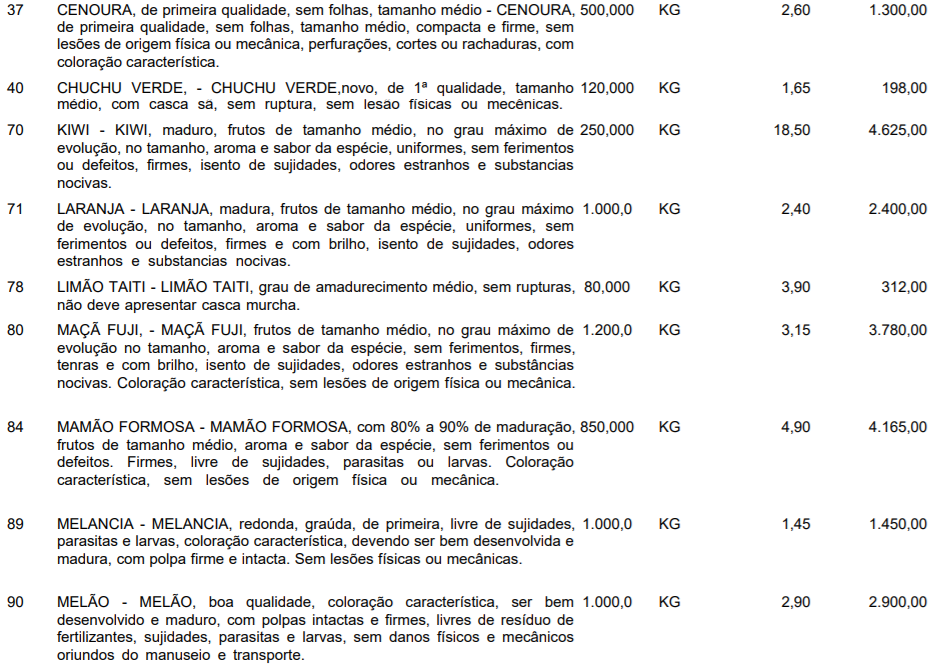 37 CENOURA, de primeira qualidade, sem folhas, tamanho médio - CENOURA, 500,000 KG 2,60 1.300,00
de primeira qualidade, sem folhas, tamanho médio, compacta e firme, sem
lesões de origem física ou mecânica, perfurações, cortes ou rachaduras, com
coloração característica.
40 CHUCHU VERDE, - CHUCHU VERDE,novo, de 1ª qualidade, tamanho 120,000 KG 1,65 198,00
médio, com casca sã, sem ruptura, sem lesão físicas ou mecênicas.
70 KIWI - KIWI, maduro, frutos de tamanho médio, no grau máximo de 250,000 KG 18,50 4.625,00
evolução, no tamanho, aroma e sabor da espécie, uniformes, sem ferimentos
ou defeitos, firmes, isento de sujidades, odores estranhos e substancias
nocivas.
71 LARANJA - LARANJA, madura, frutos de tamanho médio, no grau máximo 1.000,0 KG 2,40 2.400,00
de evolução, no tamanho, aroma e sabor da espécie, uniformes, sem
ferimentos ou defeitos, firmes e com brilho, isento de sujidades, odores
estranhos e substancias nocivas.
78 LIMÃO TAITI - LIMÃO TAITI, grau de amadurecimento médio, sem rupturas, 80,000 KG 3,90 312,00
não deve apresentar casca murcha.
80 MAÇÃ FUJI, - MAÇÃ FUJI, frutos de tamanho médio, no grau máximo de 1.200,0 KG 3,15 3.780,00
evolução no tamanho, aroma e sabor da espécie, sem ferimentos, firmes,
tenras e com brilho, isento de sujidades, odores estranhos e substâncias
nocivas. Coloração característica, sem lesões de origem física ou mecânica.
84 MAMÃO FORMOSA - MAMÃO FORMOSA, com 80% a 90% de maduração, 850,000 KG 4,90 4.165,00
frutos de tamanho médio, aroma e sabor da espécie, sem ferimentos ou
defeitos. Firmes, livre de sujidades, parasitas ou larvas. Coloração
característica, sem lesões de origem física ou mecânica.
89 MELANCIA - MELANCIA, redonda, graúda, de primeira, livre de sujidades, 1.000,0 KG 1,45 1.450,00
parasitas e larvas, coloração característica, devendo ser bem desenvolvida e
madura, com polpa firme e intacta. Sem lesões físicas ou mecânicas.
90 MELÃO - MELÃO, boa qualidade, coloração característica, ser bem 1.000,0 KG 2,90 2.900,00
desenvolvido e maduro, com polpas intactas e firmes, livres de resíduo de
fertilizantes, sujidades, parasitas e larvas, sem danos físicos e mecânicos
oriundos do manuseio e transporte.